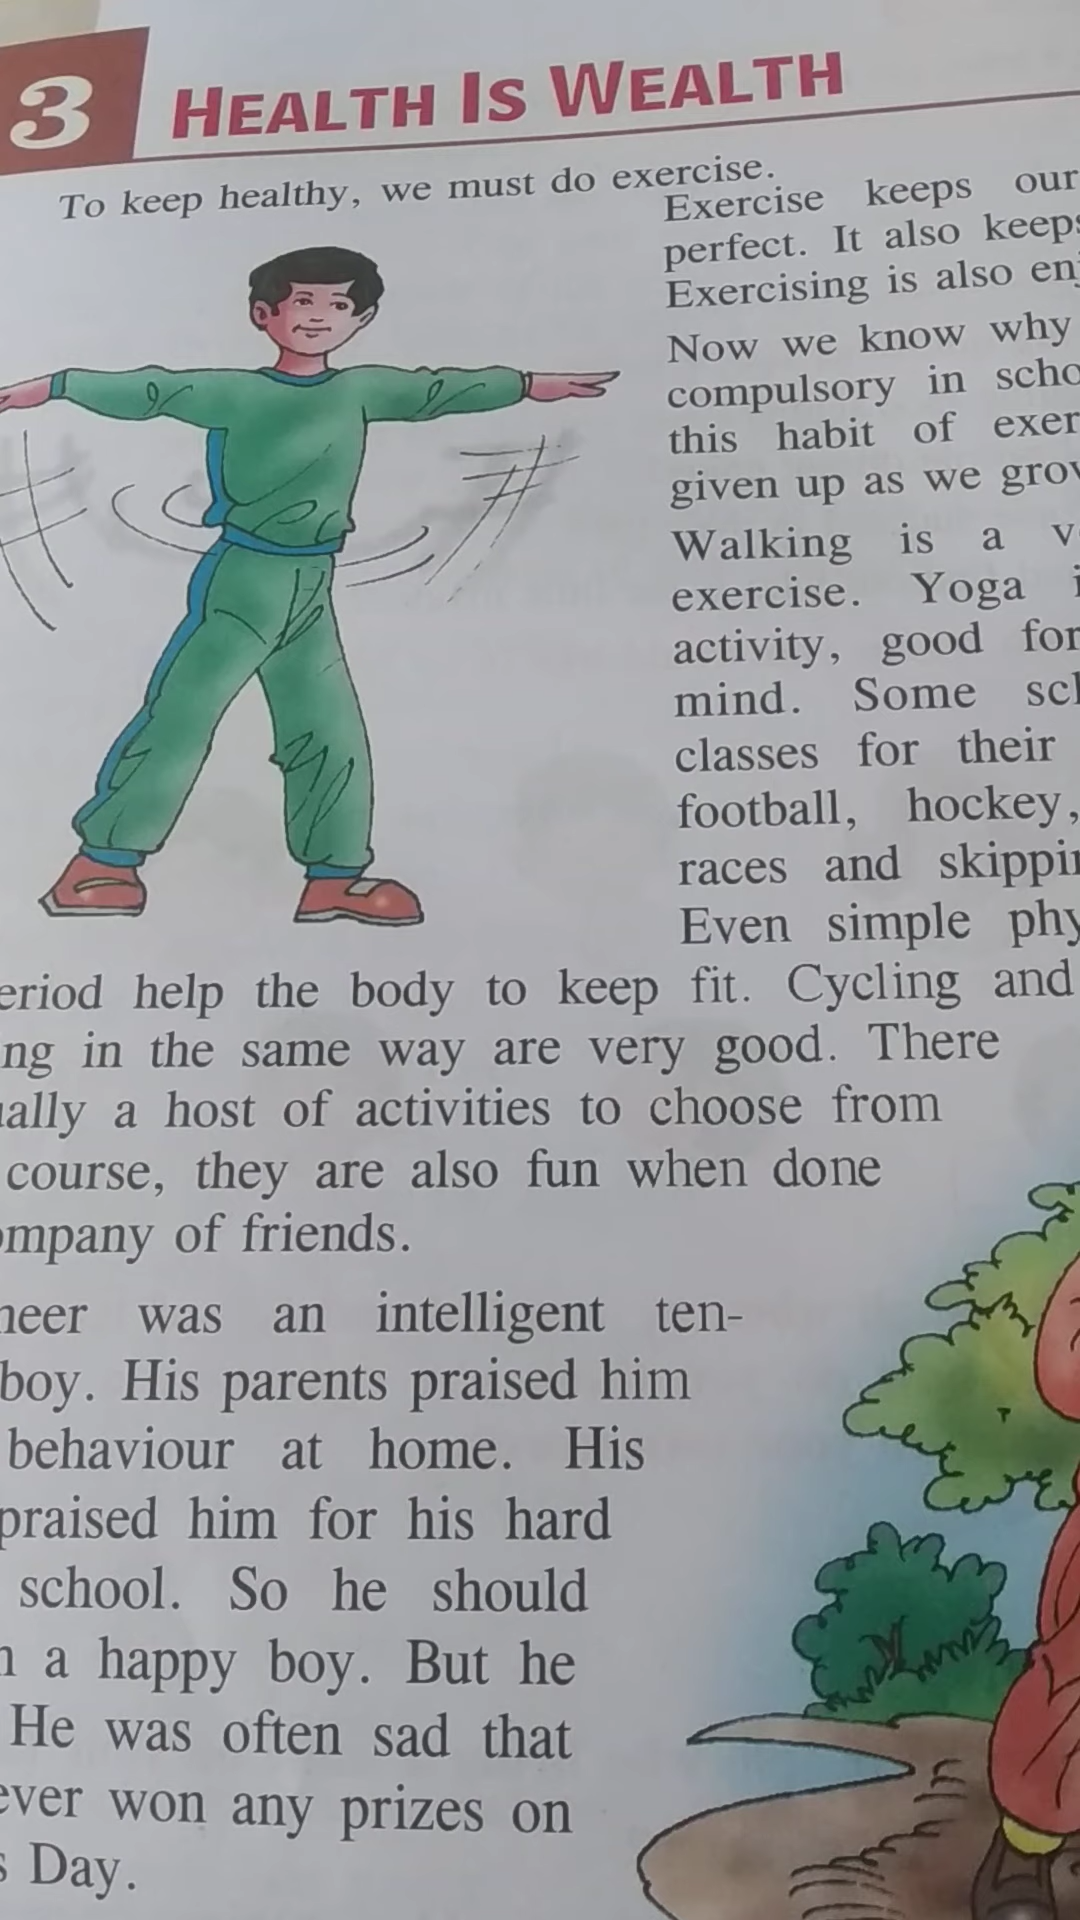 3
HEALTH IS WEALTH
To keep healthy, we must do exercise.
Exercise keeps our
perfect. It also keeps
Exercising is also
Now we know why
compulsory in
this habit of
given up as we
Walking is a
exercise. Yoga
activity, good for
mind. Some
classes for their
football, hockey,
races and
Even simple
help the body to keep fit. Cycling and
in the same way are very good. There
a host of activities to choose from
course, they are also fun when done
of friends.
was an intelligent ten-
boy. His parents praised him
behaviour at home. His
praised him for his hard
school. So he should
a happy boy. But he
He was often sad that
won any prizes on
Day.